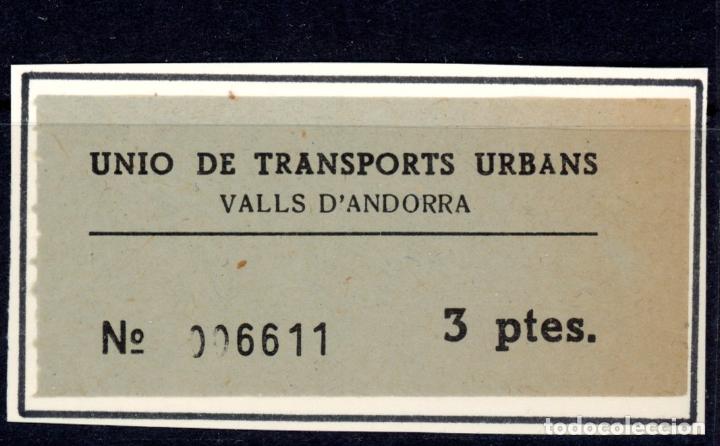 UNIO DE TRANSPORTS URBANS
VALLS D'ANDORRA
Nº 006611 3 ptes.
todocoleccion